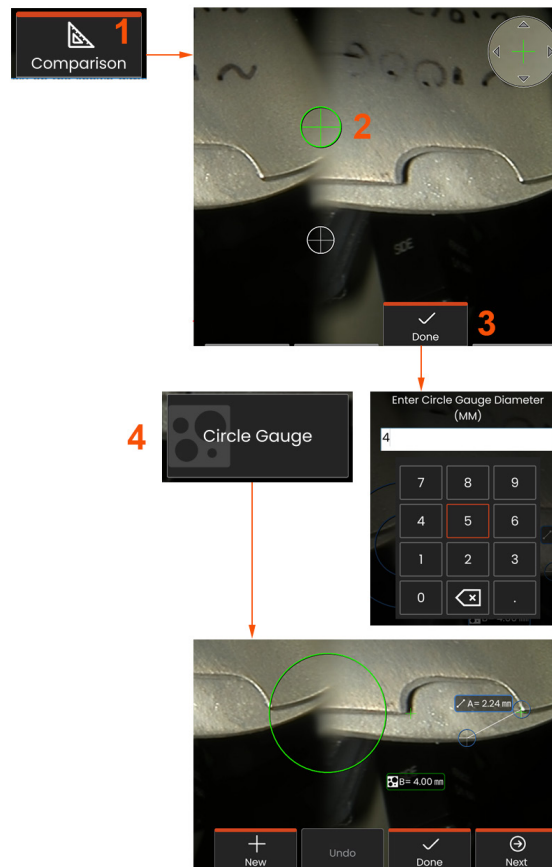 1
Comparison
2
SIDE
3
Done
4
Circle Gauge
Enter Circle Gauge Diameter
(MM)
4
7 8 9
4 5 6
1 2 3
0 .
A= 2.24 mm
B= 4.00 mm
New
Undo
Done
Next